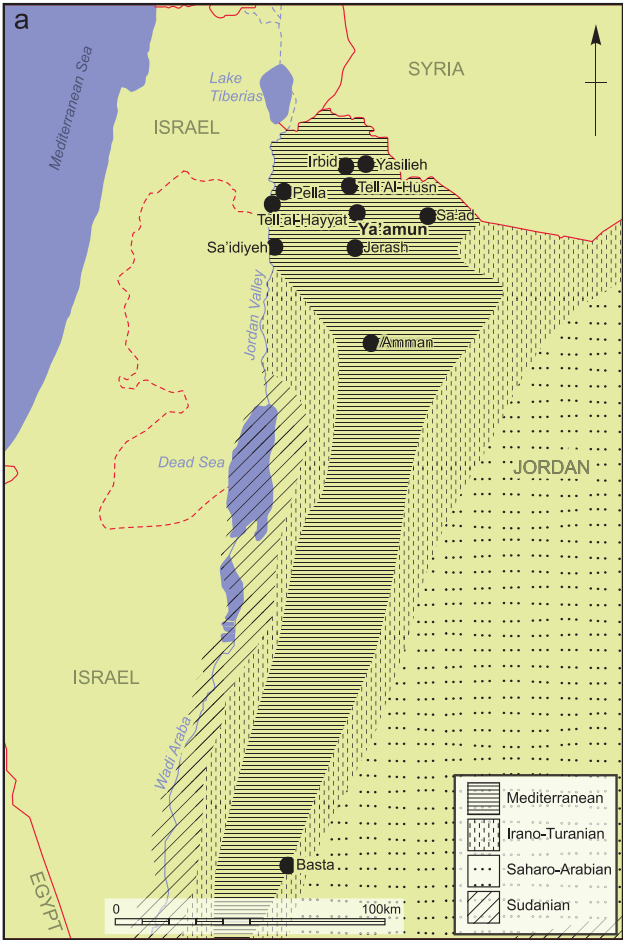 a
Mediterranean Sea
Lake
Tiberias
SYRIA
ISRAEL
Irbid
Yasilieh
Tell Al-Husn
Pella
Tell al-Hayyat
Sa'ad
Ya'amun
Sa'idiyeh
Jerash
Jordan Valley
Amman
Dead Sea
JORDAN
ISRAEL
Wadi Araba
Basta
EGYPT
0
100km
Mediterranean
Irano-Turanian
Saharo-Arabian
Sudanian